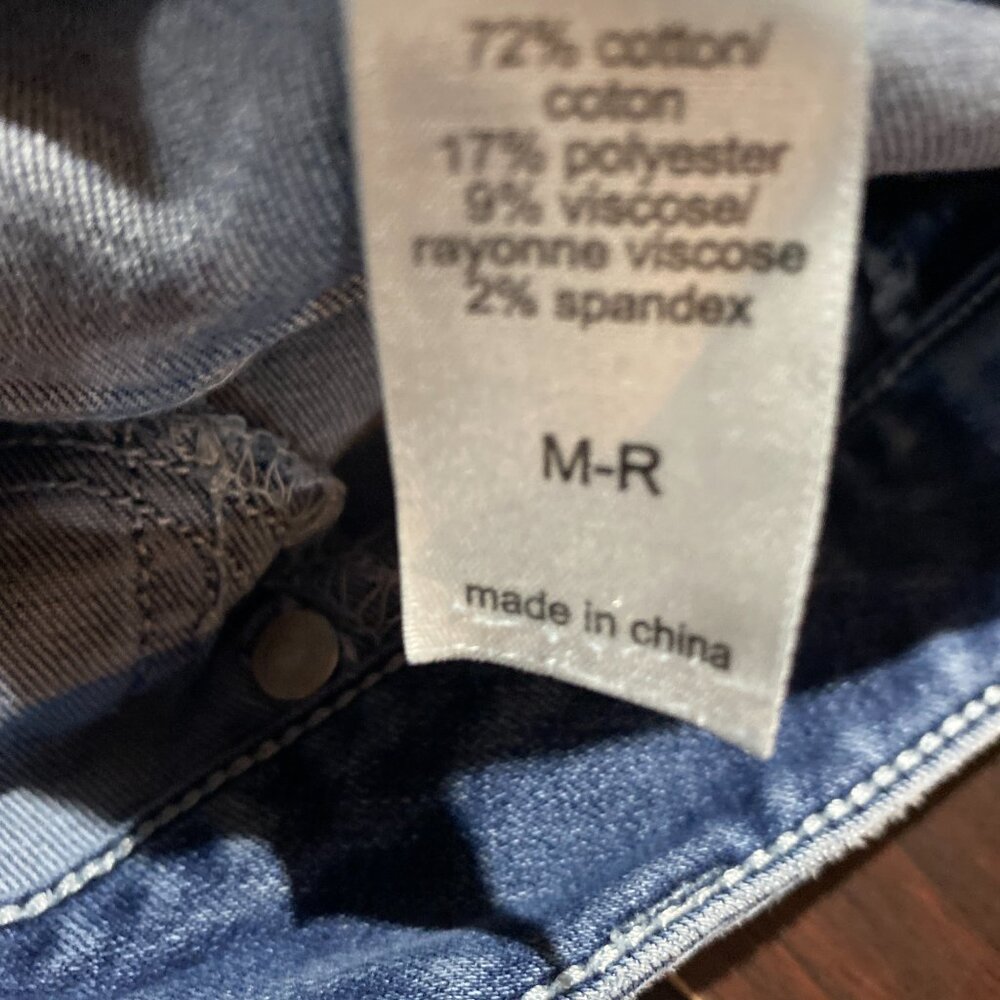 72% cotton/
coton
17% polyester
9% viscose/
rayonne viscose
2% spandex
M-R
made in china